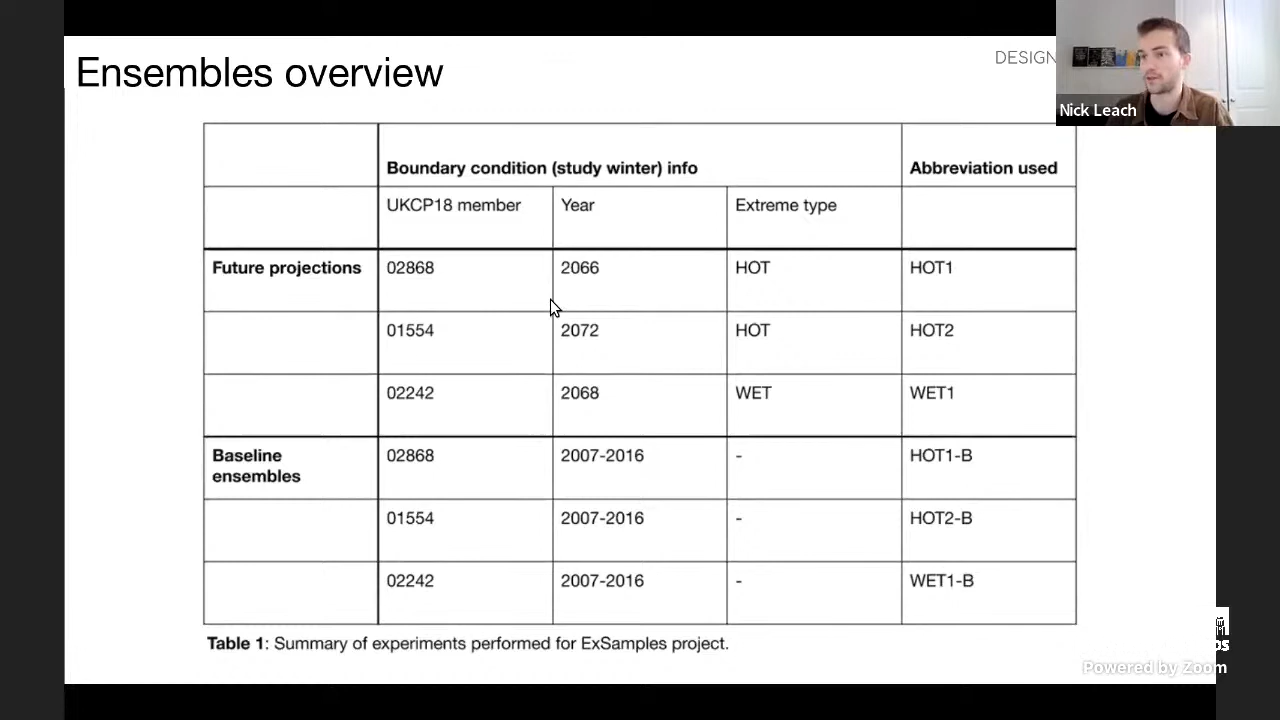 Ensembles overview
DESIGN
Nick Leach
Boundary condition (study winter) info Abbreviation used
UKCP18 member Year Extreme type
Future projections 02868 2066 HOT HOT1
01554 2072 HOT HOT2
02242 2068 WET WET1
Baseline ensembles 02868 2007-2016 - HOT1-B
01554 2007-2016 - HOT2-B
02242 2007-2016 - WET1-B
Table 1: Summary of experiments performed for ExSamples project.
Powered by Zoom